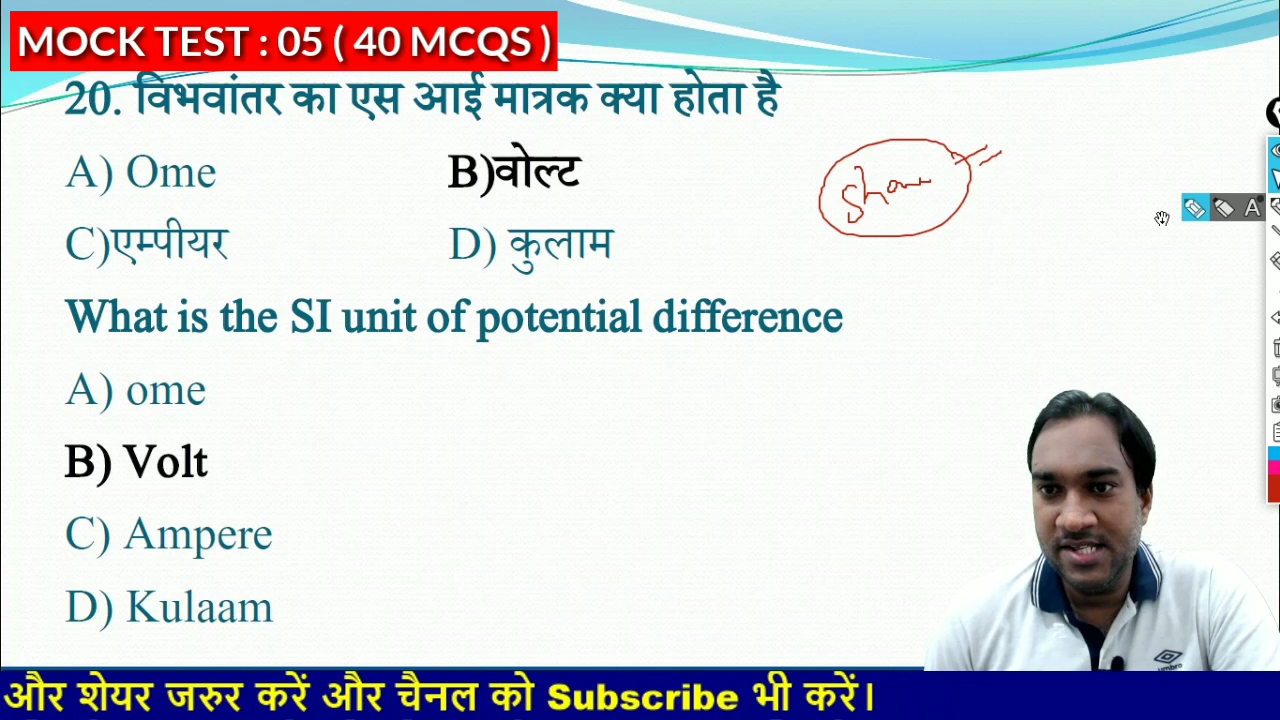 MOCK TEST : 05 ( 40 MCQS )
20. विभवांतर का एस आई मात्रक क्या होता है
A) Ome B)वोल्ट
C)एम्पीयर D) कुलाम
What is the SI unit of potential difference
A) ome
B) Volt
C) Ampere
D) Kulaam
umbro
और शेयर जरुर करें और चैनल को Subscribe भी करें।